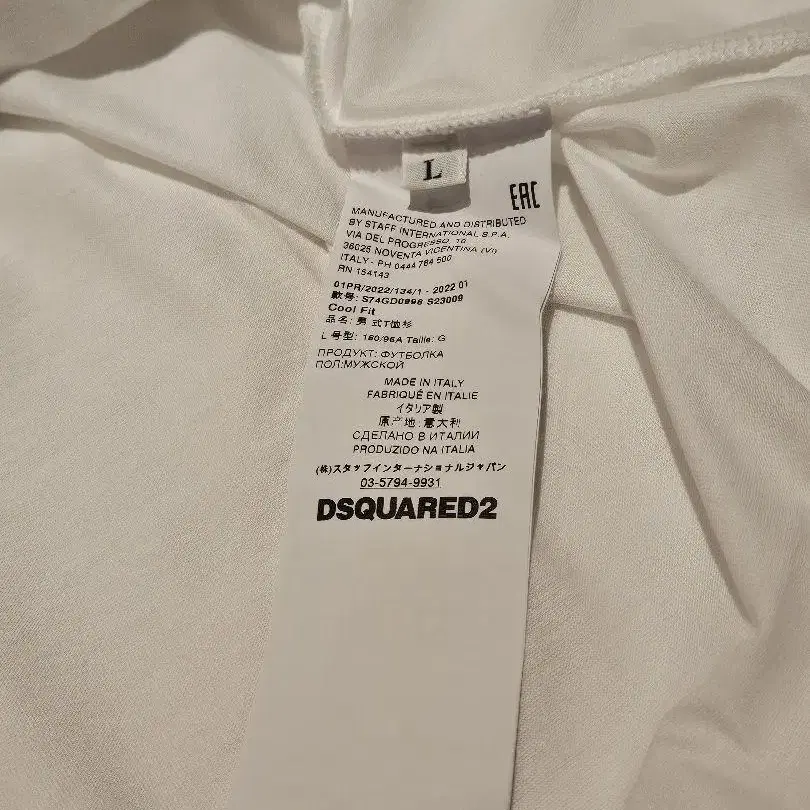 L
EAC
MANUFACTURED AND DISTRIBUTED
BY STAFF INTERNATIONAL S.P.A.
VIA DEL PROGRESSO, 10
36025 NOVENTA VICENTINA (VI)
ITALY - PH 0444 784 500
RN 154143
01PR/2022/134/1 - 2022 01
款号: S74GD0996 S23009
Cool Fit
品名: 男 式T恤衫
L 号型: 180/96A Taille: G
ПРОДУКТ: ФУТБОЛКА
ПОЛ:МУЖСКОЙ
MADE IN ITALY
FABRIQUÉ EN ITALIE
イタリア製
原产地: 意大利
СДЕЛАНО В ИТАЛИИ
PRODUZIDO NA ITALIA
(株)スタッフインターナショナルジャパン
03-5794-9931
DSQUARED2